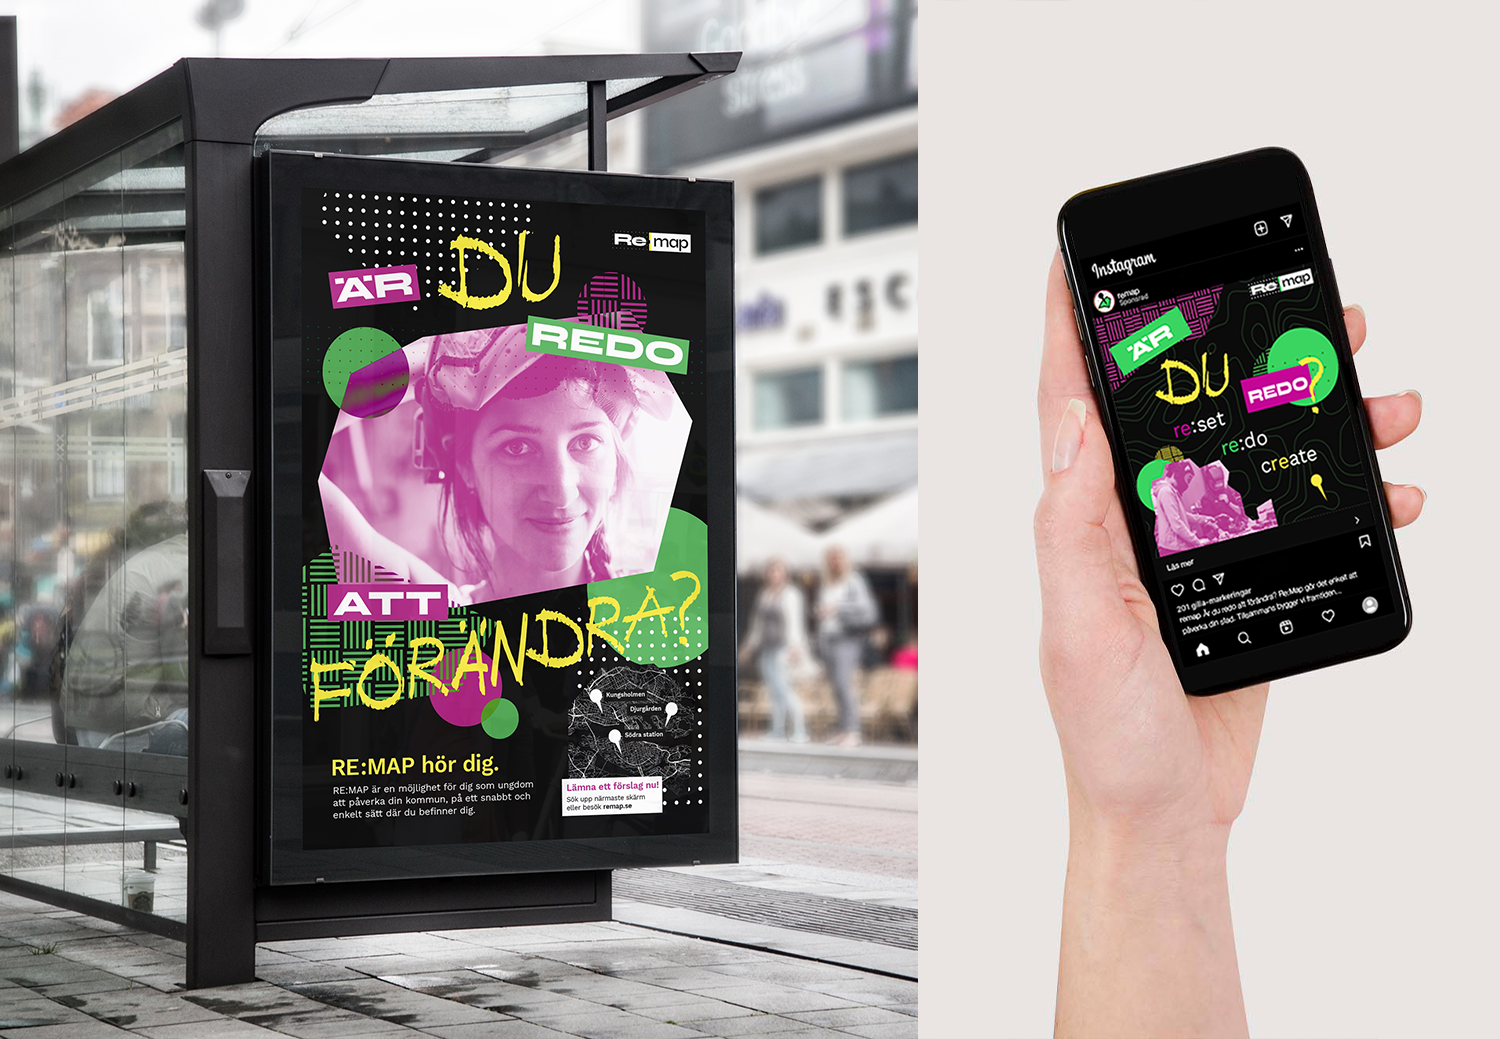 Re:map
ÄR
DU
REDO
ATT
FÖRÄNDRA?
Kungsholmen
Djurgården
Södra station
RE:MAP hör dig.
RE:MAP är en möjlighet för dig som ungdom
att påverka din kommun, på ett snabbt och
enkelt sätt där du befinner dig.
Lämna ett förslag nu!
Sök upp närmaste skärm
eller besök remap.se
Instagram
remap
Sponsrad
Re:map
ÄR
DU
REDO?
re:set
re:do
create
Läs mer
201 gilla-markeringar
remap Är du redo att förändra? Re:Map gör det enkelt att
påverka din stad. Tillsammans bygger vi framtiden...